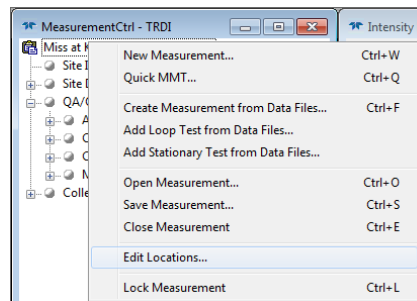 MeasurementCtrl - TRDI
Intensity
Miss at
Site
Site
QA/
Colle
New Measurement... Ctrl+W
Quick MMT... Ctrl+Q
Create Measurement from Data Files... Ctrl+F
Add Loop Test from Data Files...
Add Stationary Test from Data Files...
Open Measurement... Ctrl+O
Save Measurement... Ctrl+S
Close Measurement Ctrl+E
Edit Locations...
Lock Measurement Ctrl+L